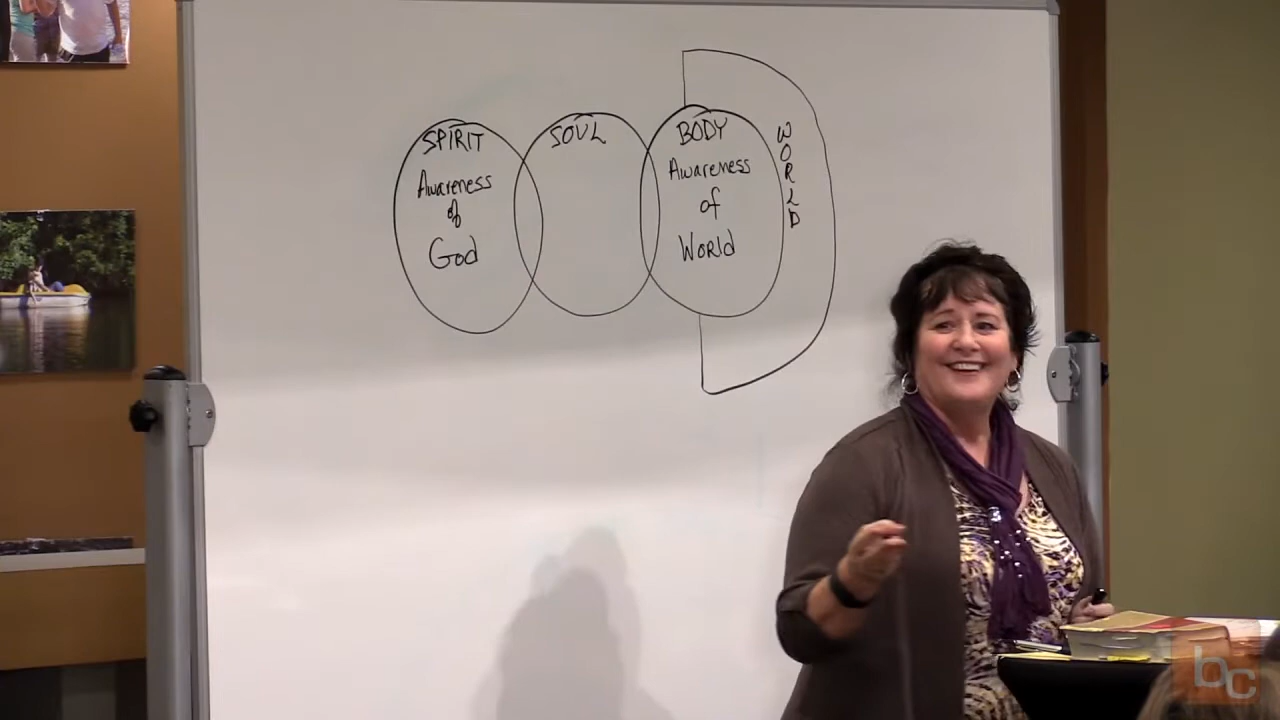 SPIRIT
Awareness
of
God
SOUL
BODY
Awareness
of
World
WORLD
bc